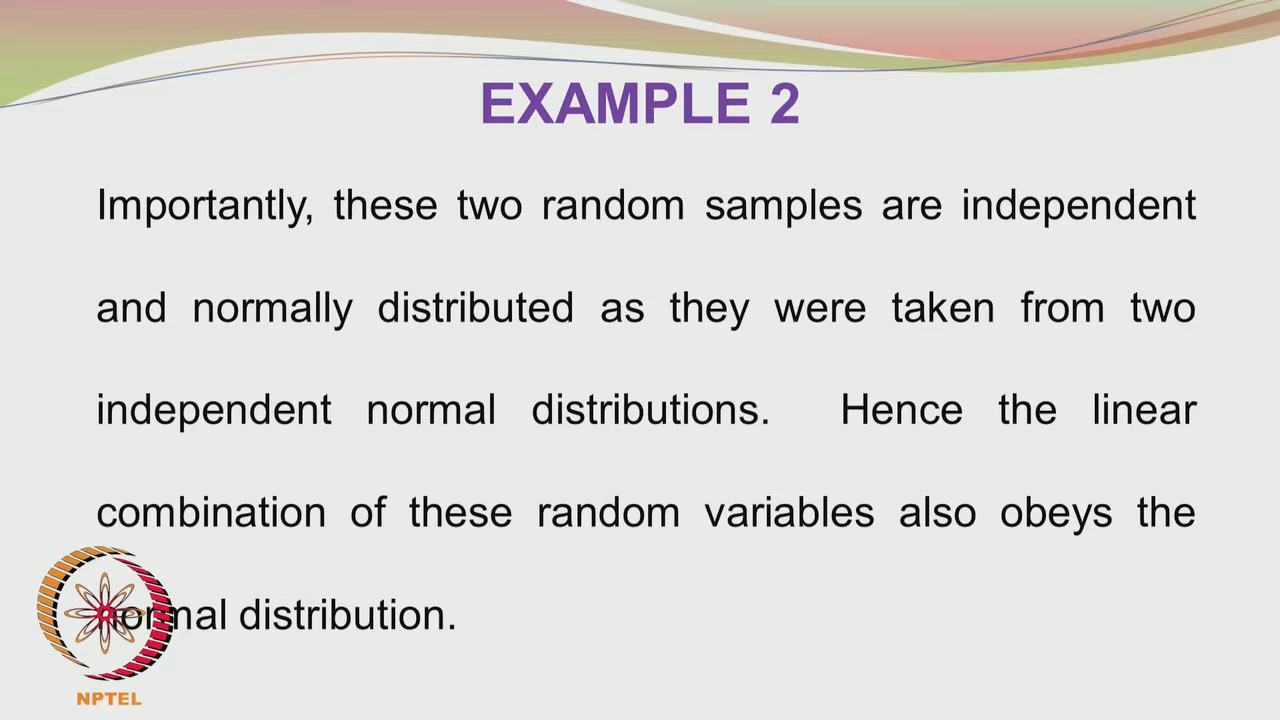 EXAMPLE 2
Importantly, these two random samples are independent
and normally distributed as they were taken from two
independent normal distributions. Hence the linear
combination of these random variables also obeys the
normal distribution.
NPTEL